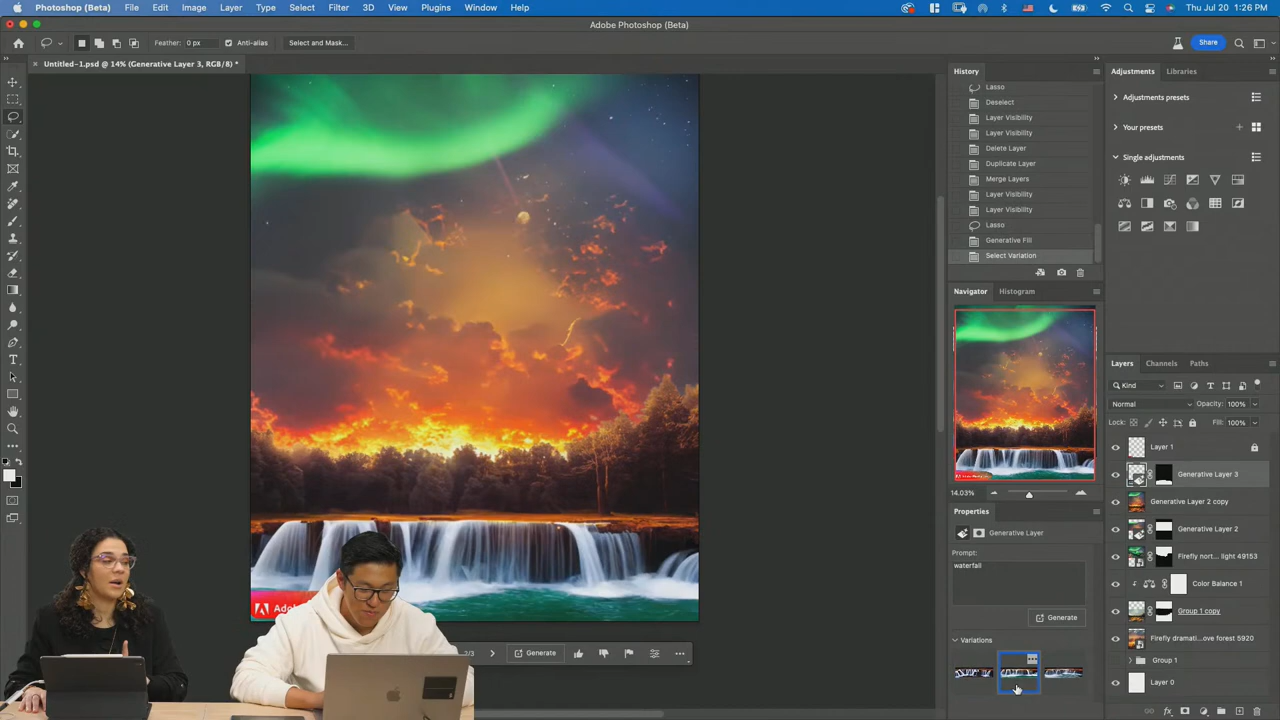 Photoshop (Beta) File Edit Image Layer Type Select Filter 3D View Plugins Window Help Thu Jul 20 1:26 PM
Adobe Photoshop (Beta)
Feather: 0 px Anti-alias Select and Mask... Share
× Untitled-1.psd @ 14% (Generative Layer 3, RGB/8) *
History
Lasso
Deselect
Layer Visibility
Layer Visibility
Delete Layer
Duplicate Layer
Merge Layers
Layer Visibility
Layer Visibility
Lasso
Generative Fill
Select Variation
Navigator Histogram
14.03%
Properties
Generative Layer
Prompt:
waterfall
Generate
Variations
Adjustments Libraries
Adjustments presets
Your presets
Single adjustments
Layers Channels Paths
Kind
Normal Opacity: 100%
Lock: Fill: 100%
Layer 1
Generative Layer 3
Generative Layer 2 copy
Generative Layer 2
Firefly nort... light 49153
Color Balance 1
Group 1 copy
Firefly dramati...ove forest 5920
Group 1
Layer 0
2/3 Generate